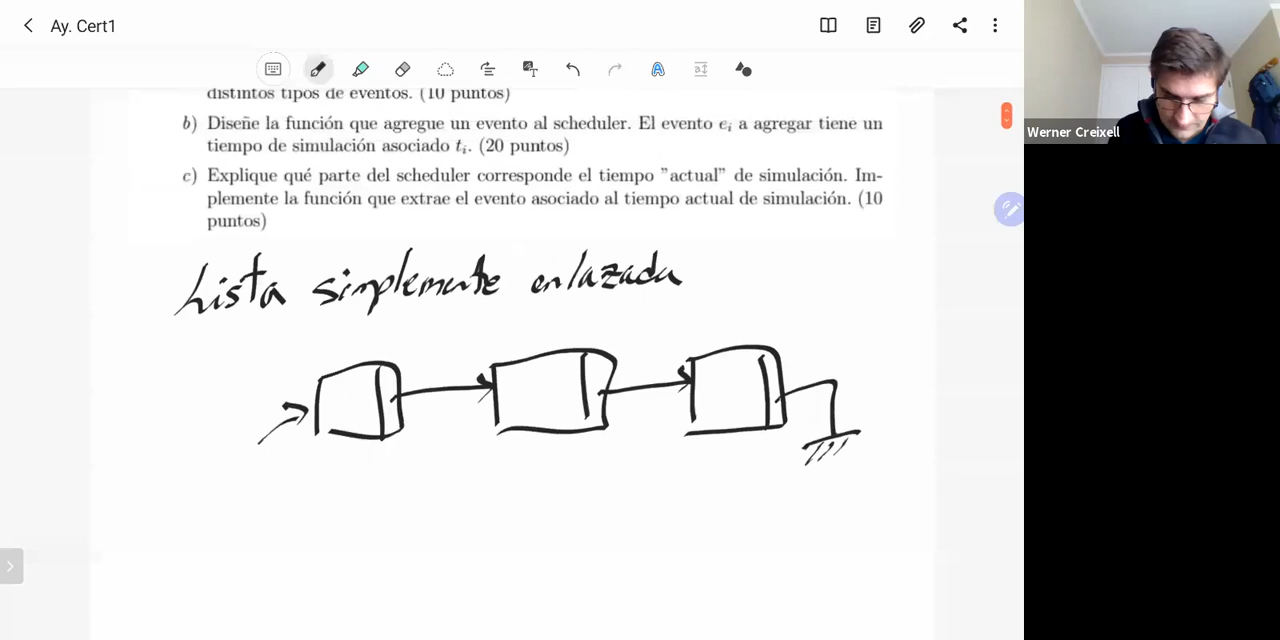 Ay. Cert1
distintos tipos de eventos. (10 puntos)
b) Diseñe la función que agregue un evento al scheduler. El evento eᵢ a agregar tiene un
tiempo de simulación asociado tᵢ. (20 puntos)
c) Explique qué parte del scheduler corresponde el tiempo "actual" de simulación. Im-
plemente la función que extrae el evento asociado al tiempo actual de simulación. (10
puntos)
Lista simplemente enlazada
Werner Creixell